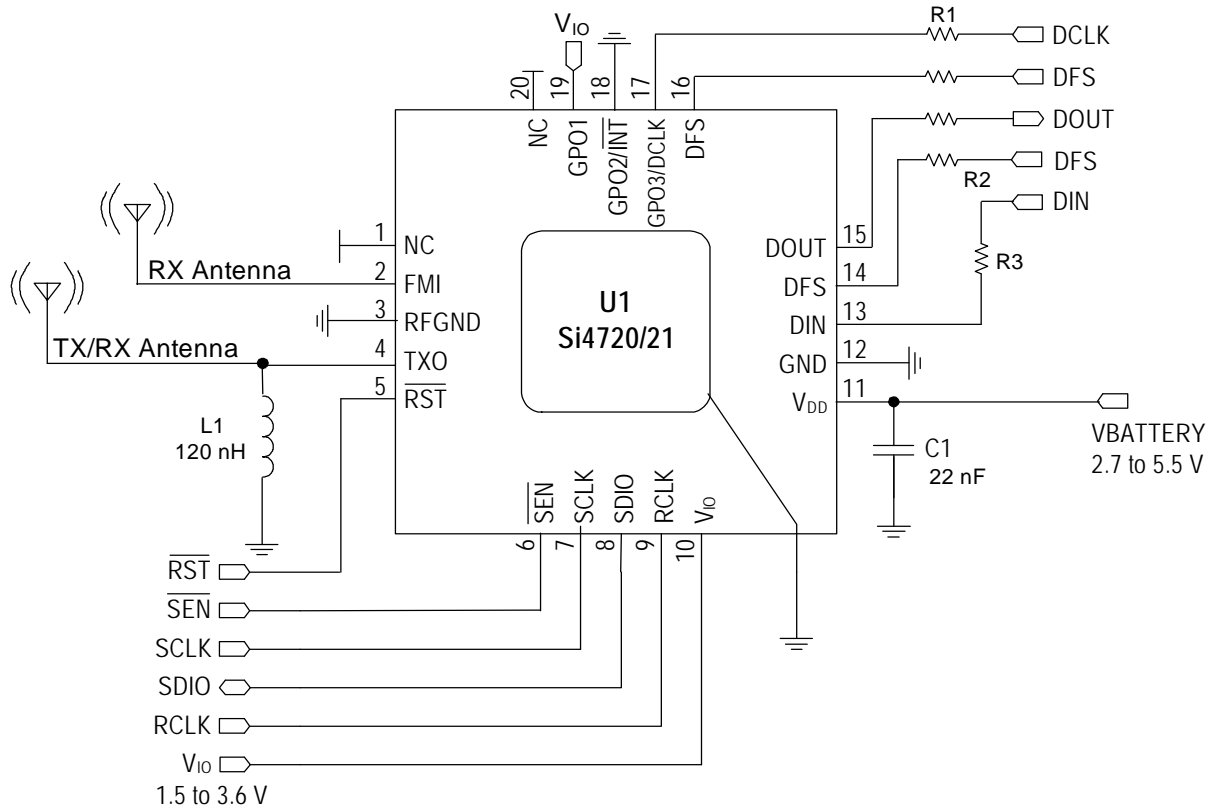 V_IO
R1
DCLK
DFS
DOUT
DFS
R2
DIN
R3
20
19
18
17
16
NC
GPO1
GPO2/INT
GPO3/DCLK
DFS
1
NC
RX Antenna
2
FMI
3
RFGND
TX/RX Antenna
4
TXO
5
RST
U1
Si4720/21
DOUT
15
DFS
14
DIN
13
GND
12
V_DD
11
L1
120 nH
C1
22 nF
VBATTERY
2.7 to 5.5 V
SEN
SCLK
SDIO
RCLK
V_IO
6
7
8
9
10
RST
SEN
SCLK
SDIO
RCLK
V_IO
1.5 to 3.6 V